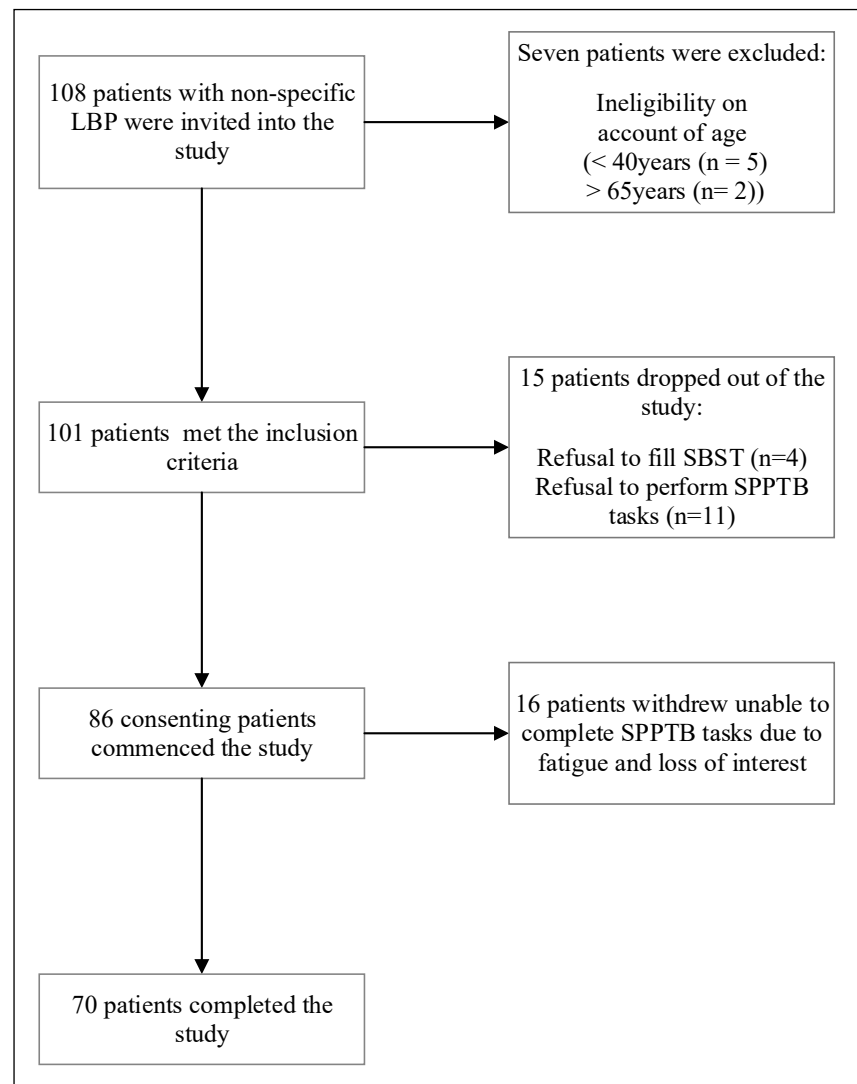 108 patients with non-specific
LBP were invited into the
study
Seven patients were excluded:
Ineligibility on
account of age
(< 40years (n = 5)
> 65years (n= 2))
101 patients  met the inclusion
criteria
15 patients dropped out of the
study:
Refusal to fill SBST (n=4)
Refusal to perform SPPTB
tasks (n=11)
86 consenting patients
commenced the study
16 patients withdrew unable to
complete SPPTB tasks due to
fatigue and loss of interest
70 patients completed the
study